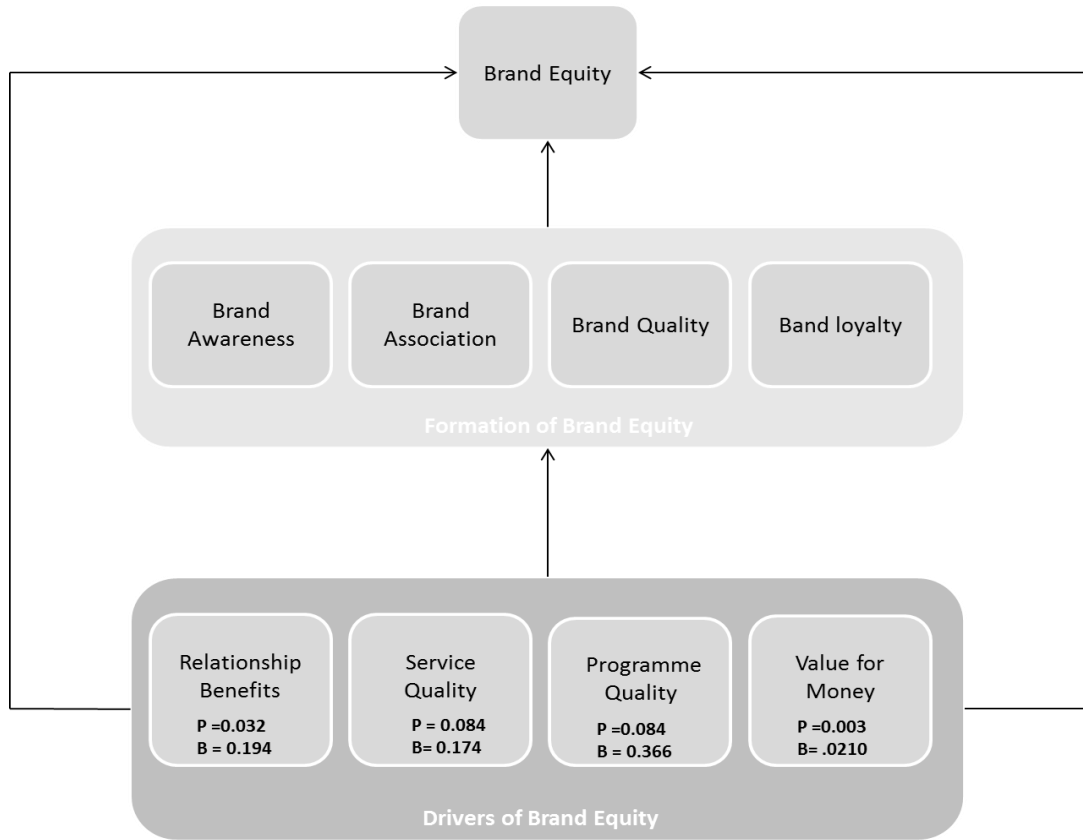 Brand Equity
Brand
Awareness
Brand
Association
Brand Quality
Band loyalty
Formation of Brand Equity
Relationship
Benefits
P =0.032
B = 0.194
Service
Quality
P = 0.084
B= 0.174
Programme
Quality
P =0.084
B = 0.366
Value for
Money
P =0.003
B= .0210
Drivers of Brand Equity